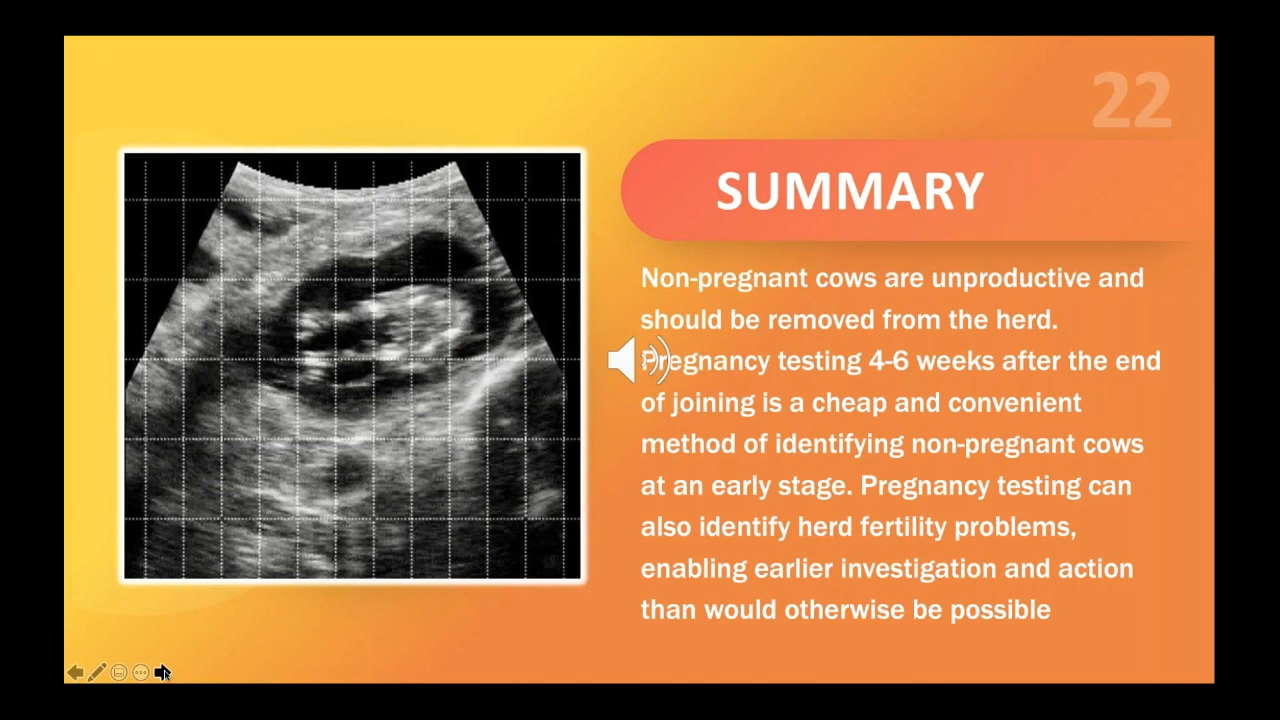 22
SUMMARY
Non-pregnant cows are unproductive and
should be removed from the herd.
Pregnancy testing 4-6 weeks after the end
of joining is a cheap and convenient
method of identifying non-pregnant cows
at an early stage. Pregnancy testing can
also identify herd fertility problems,
enabling earlier investigation and action
than would otherwise be possible